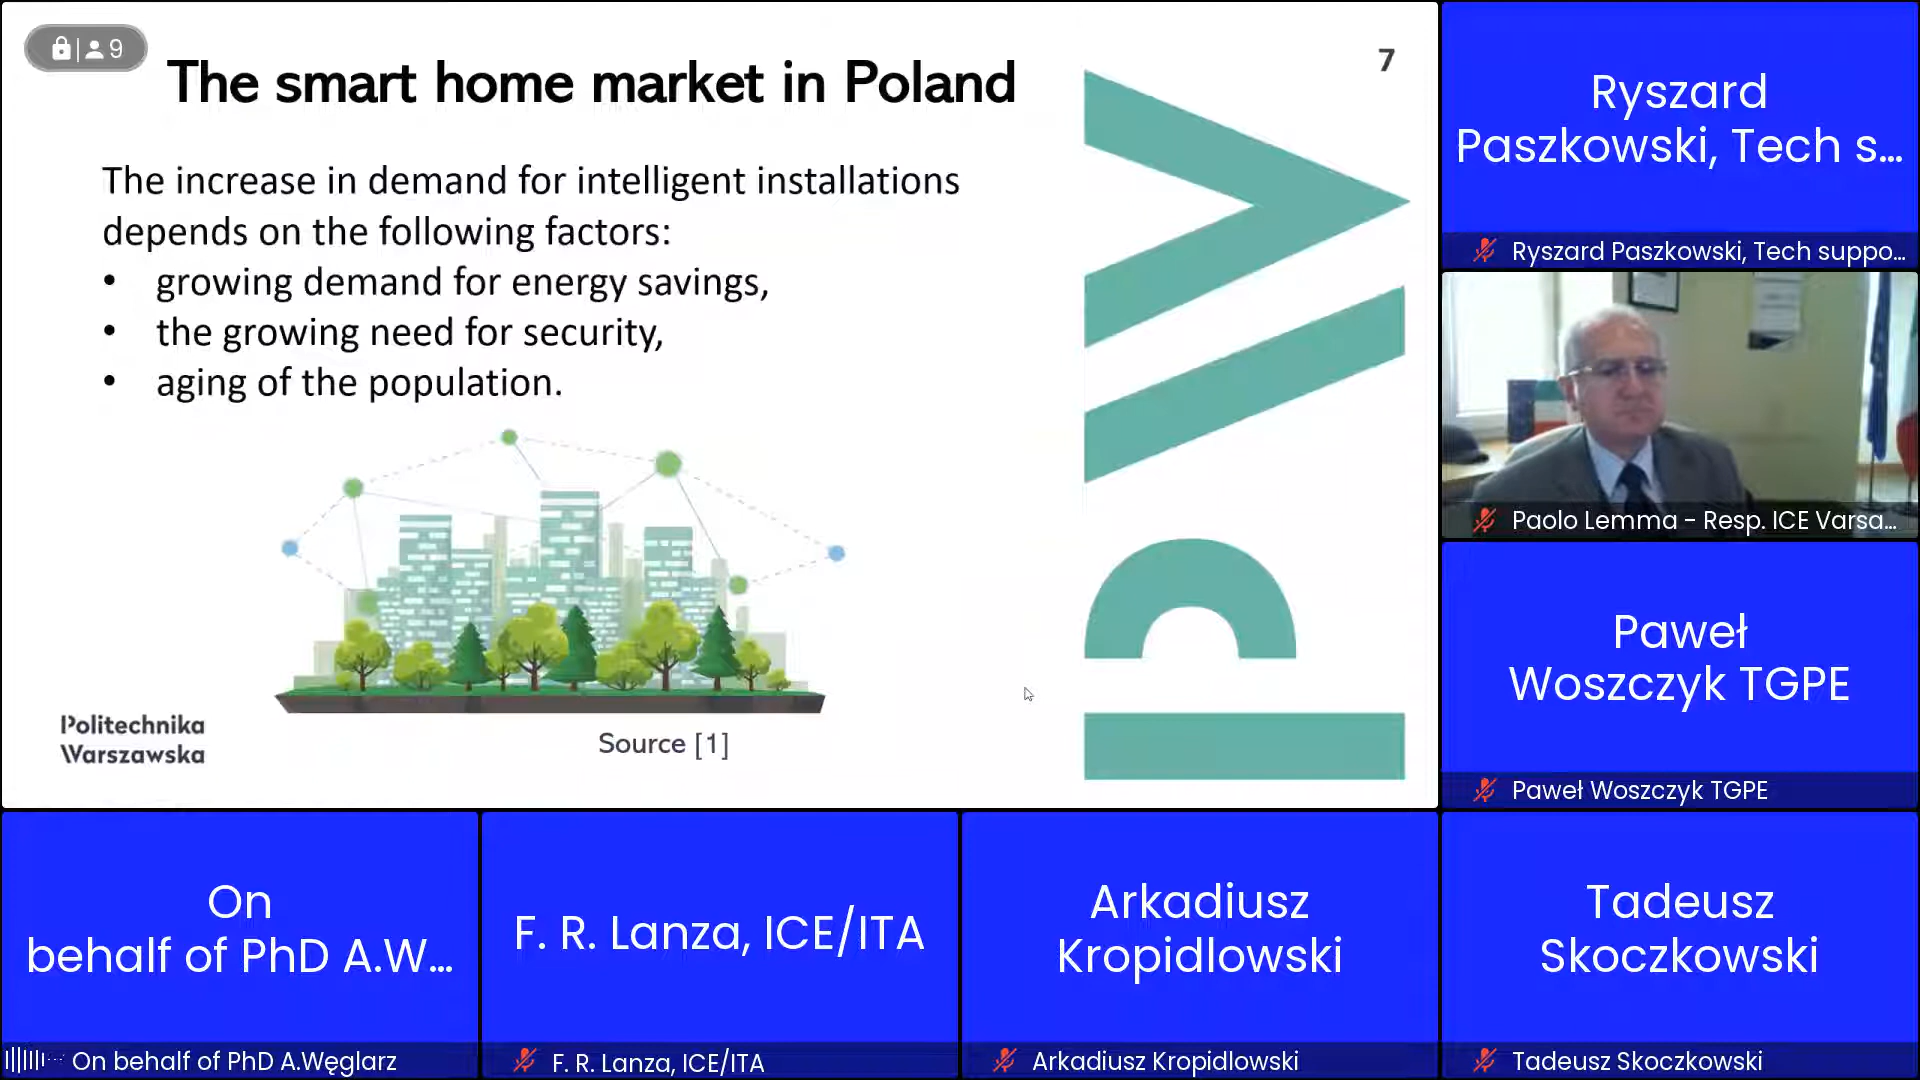 9
The smart home market in Poland
7
The increase in demand for intelligent installations
depends on the following factors:
• growing demand for energy savings,
• the growing need for security,
• aging of the population.
Politechnika
Warszawska
Source [1]
Ryszard
Paszkowski, Tech s...
Ryszard Paszkowski, Tech suppo...
Paolo Lemma - Resp. ICE Varsa...
Paweł
Woszczyk TGPE
Paweł Woszczyk TGPE
On
behalf of PhD A.W...
On behalf of PhD A.Węglarz
F. R. Lanza, ICE/ITA
F. R. Lanza, ICE/ITA
Arkadiusz
Kropidlowski
Arkadiusz Kropidlowski
Tadeusz
Skoczkowski
Tadeusz Skoczkowski